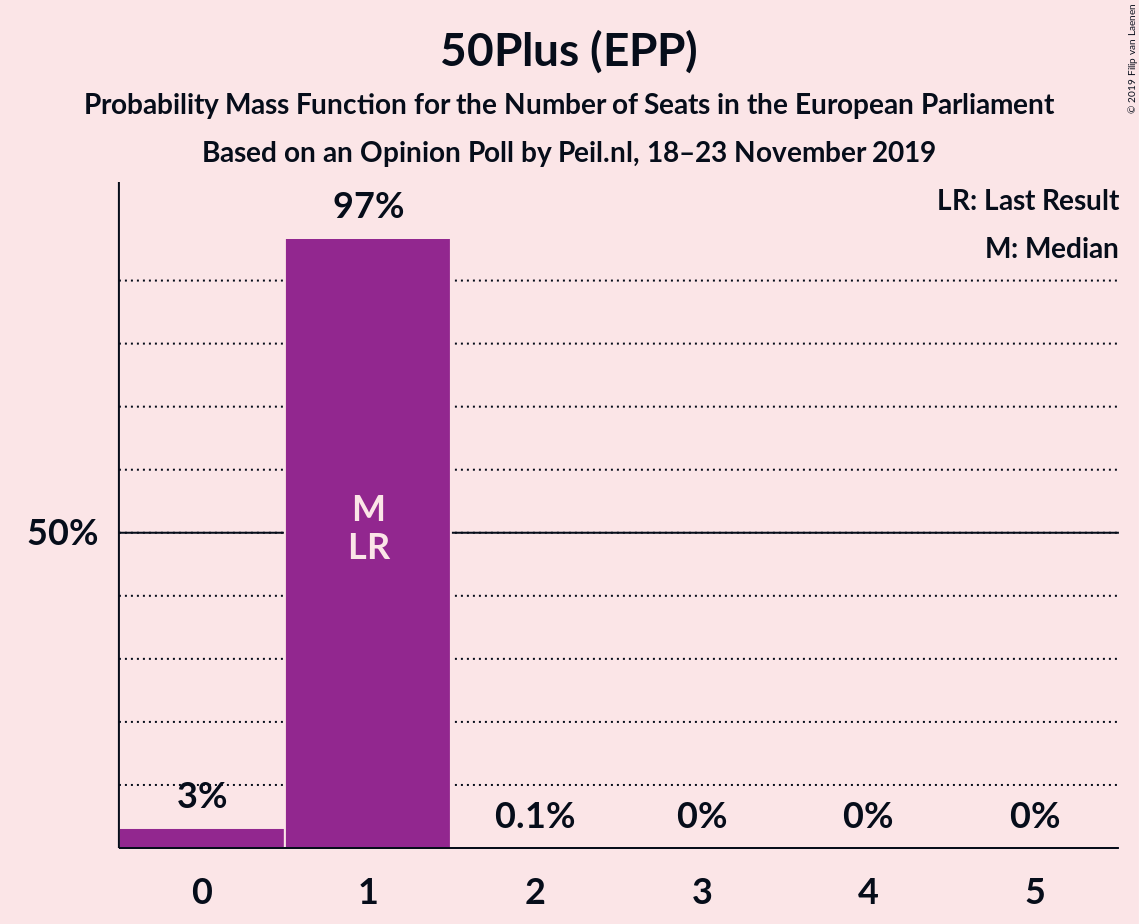 50Plus (EPP)
Probability Mass Function for the Number of Seats in the European Parliament
Based on an Opinion Poll by Peil.nl, 18–23 November 2019
© 2019 Filip van Laenen
LR: Last Result
M: Median
97%
M
LR
50%
3%
0.1%
0%
0%
0%
0
1
2
3
4
5